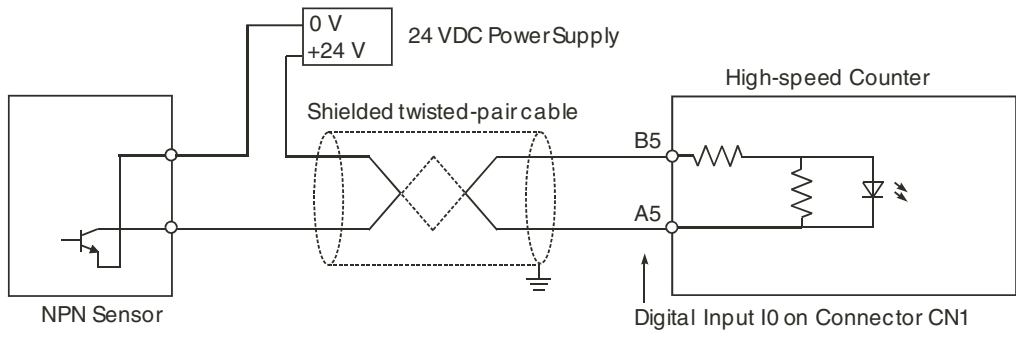 0 V
+24 V
24 VDC Power Supply
High-speed Counter
Shielded twisted-pair cable
B5
A5
NPN Sensor
Digital Input I0 on Connector CN1